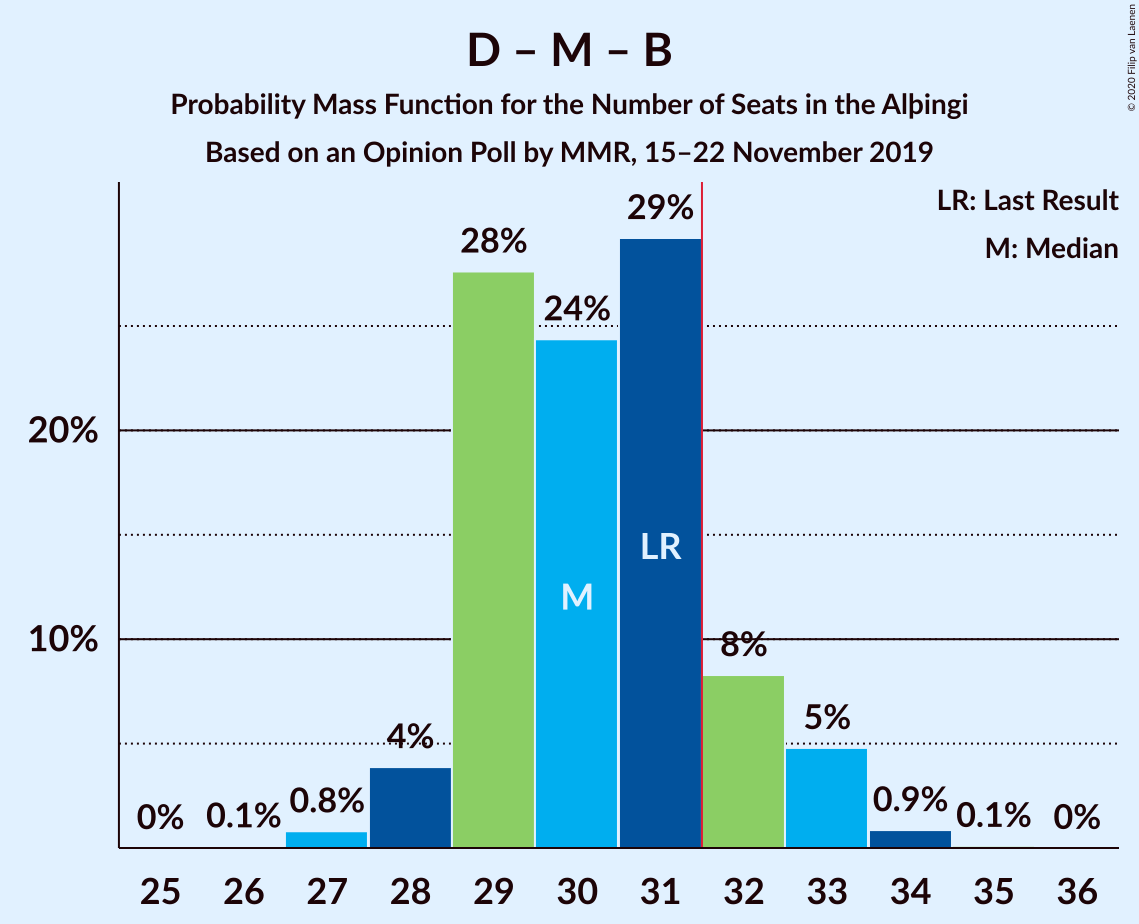 D – M – B
Probability Mass Function for the Number of Seats in the Alþingi
Based on an Opinion Poll by MMR, 15–22 November 2019
© 2020 Filip van Laenen
LR: Last Result
M: Median
29%
28%
24%
20%
LR
M
10%
8%
5%
4%
0.9%
0.8%
0% 0.1% 0.1% 0%
25 26 27 28 29 30 31 32 33 34 35 36